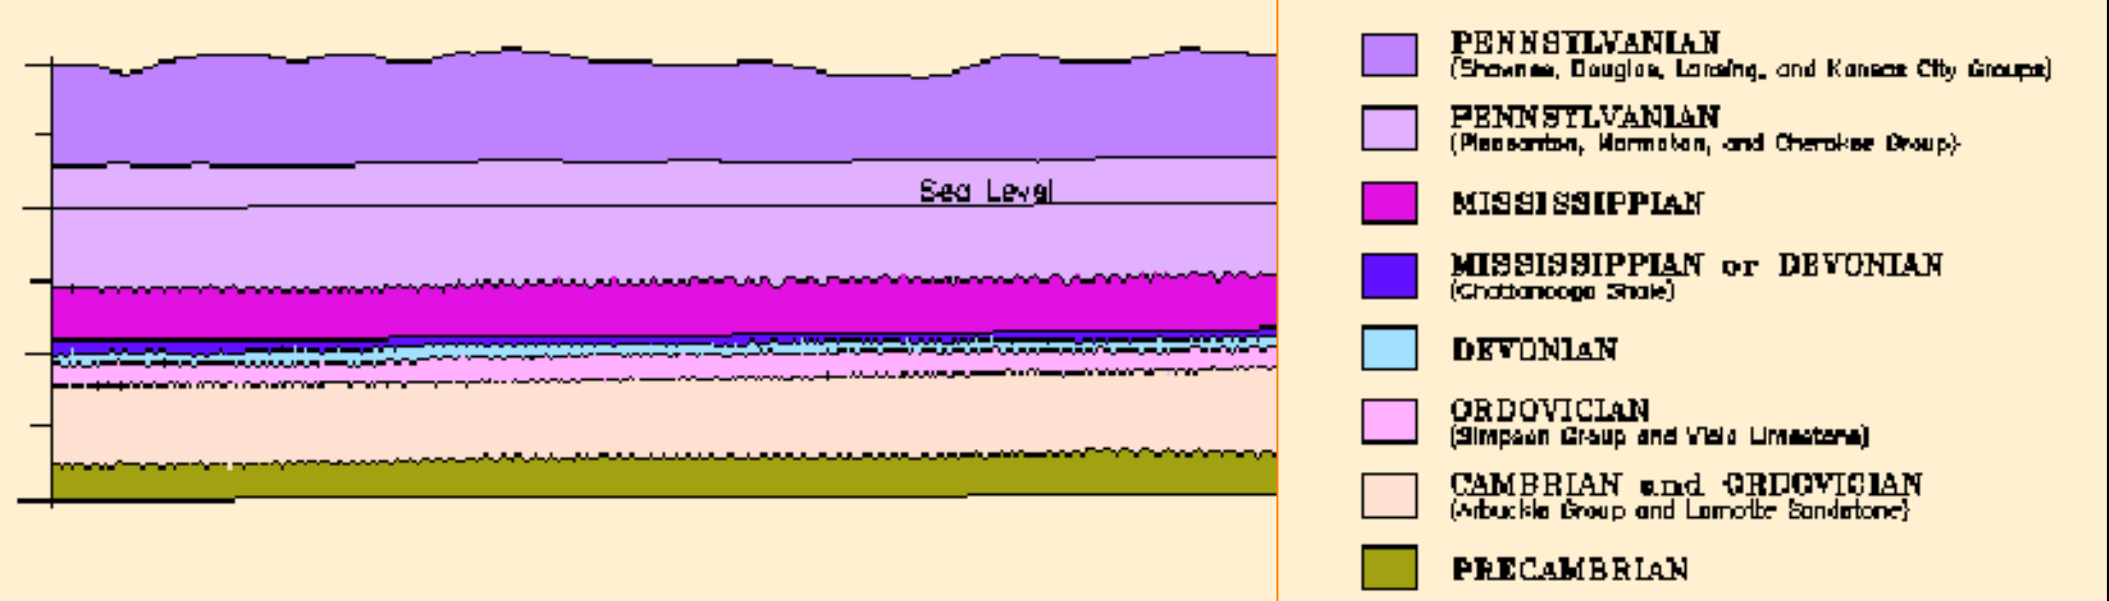 Sea Level
PENNSYLVANIAN
(Shawnee, Douglas, Lansing, and Kansas City Groups)
PENNSYLVANIAN
(Pleasanton, Marmaton, and Cherokee Group)
MISSISSIPPIAN
MISSISSIPPIAN or DEVONIAN
(Chattanooga Shale)
DEVONIAN
ORDOVICIAN
(Simpson Group and Viola Limestone)
CAMBRIAN and ORDOVICIAN
(Arbuckle Group and Lamotte Sandstone)
PRECAMBRIAN